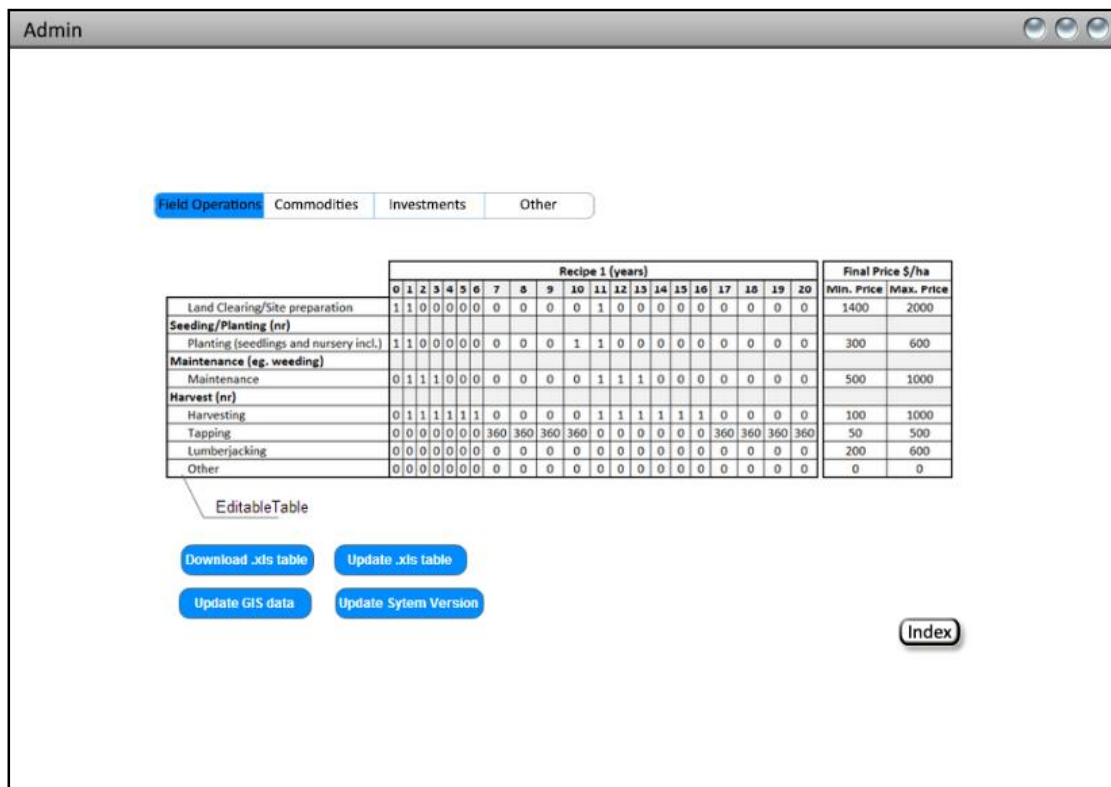 Admin
Field Operations Commodities Investments Other
Recipe 1 (years) Final Price $/ha
0 1 2 3 4 5 6 7 8 9 10 11 12 13 14 15 16 17 18 19 20 Min. Price Max. Price
Land Clearing/Site preparation 1 1 0 0 0 0 0 0 0 0 0 1 0 0 0 0 0 0 0 0 0 1400 2000
Seeding/Planting (nr)
Planting (seedlings and nursery incl.) 1 1 0 0 0 0 0 0 0 0 1 1 0 0 0 0 0 0 0 0 0 300 600
Maintenance (eg. weeding)
Maintenance 0 1 1 1 0 0 0 0 0 0 0 1 1 1 0 0 0 0 0 0 0 500 1000
Harvest (nr)
Harvesting 0 1 1 1 1 1 1 0 0 0 0 1 1 1 1 1 1 0 0 0 0 100 1000
Tapping 0 0 0 0 0 0 0 360 360 360 360 0 0 0 0 0 0 360 360 360 360 50 500
Lumberjacking 0 0 0 0 0 0 0 0 0 0 0 0 0 0 0 0 0 0 0 0 0 200 600
Other 0 0 0 0 0 0 0 0 0 0 0 0 0 0 0 0 0 0 0 0 0 0 0
EditableTable
Download .xls table Update .xls table
Update GIS data Update Sytem Version
Index